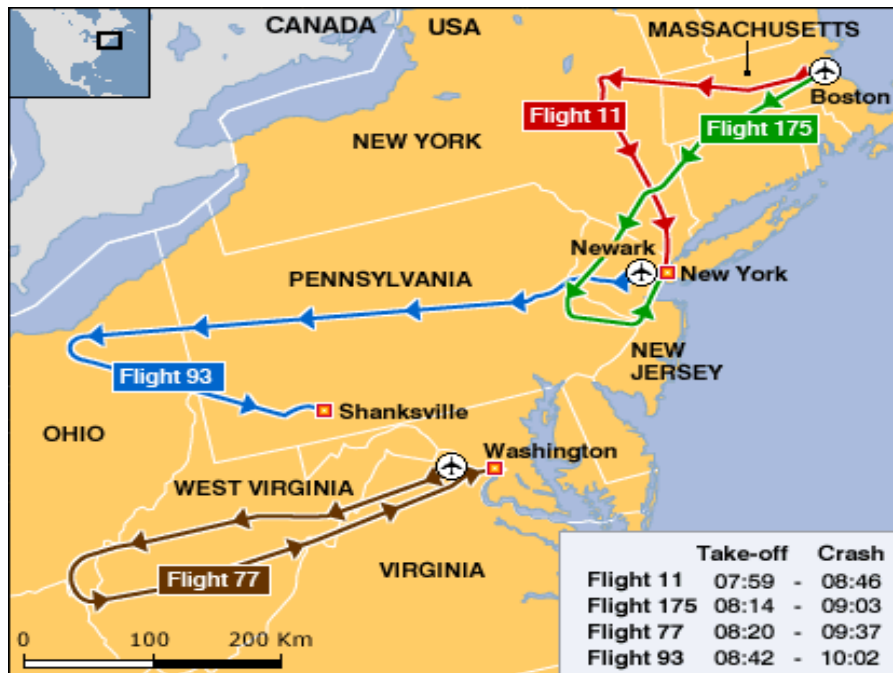 CANADA
USA
MASSACHUSETTS
Boston
Flight 11
Flight 175
NEW YORK
Newark
New York
PENNSYLVANIA
NEW
JERSEY
Flight 93
Shanksville
OHIO
Washington
WEST VIRGINIA
Flight 77
VIRGINIA
0 100 200 Km
Take-off Crash
Flight 11 07:59 - 08:46
Flight 175 08:14 - 09:03
Flight 77 08:20 - 09:37
Flight 93 08:42 - 10:02